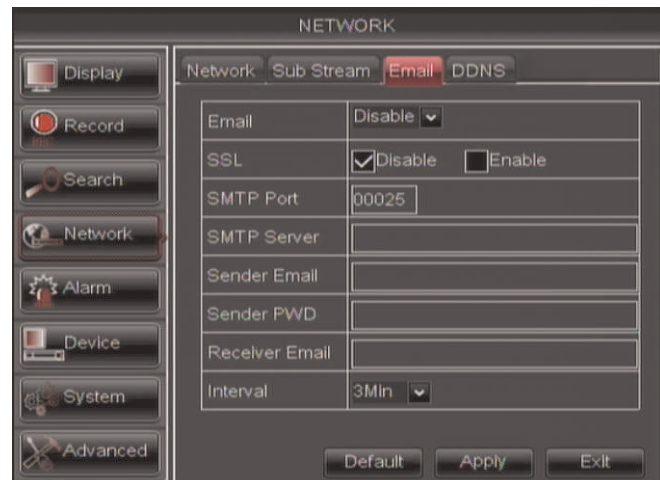 NETWORK
Display
Record
Search
Network
Alarm
Device
System
Advanced
Network Sub Stream Email DDNS
Email Disable
SSL Disable Enable
SMTP Port 00025
SMTP Server
Sender Email
Sender PWD
Receiver Email
Interval 3Min
Default Apply Exit